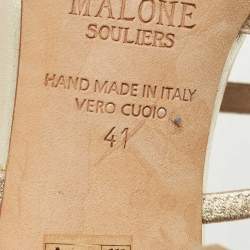 MALONE
SOULIERS
HAND MADE IN ITALY
VERO CUOIO
41